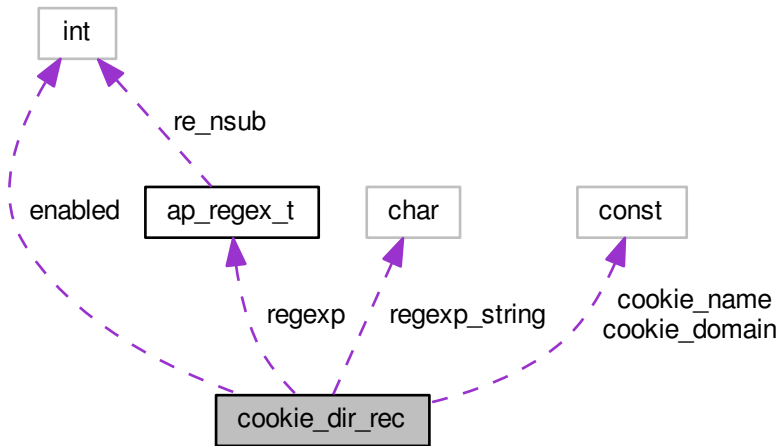 int
re_nsub
enabled
ap_regex_t
char
const
regexp
regexp_string
cookie_name
cookie_domain
cookie_dir_rec